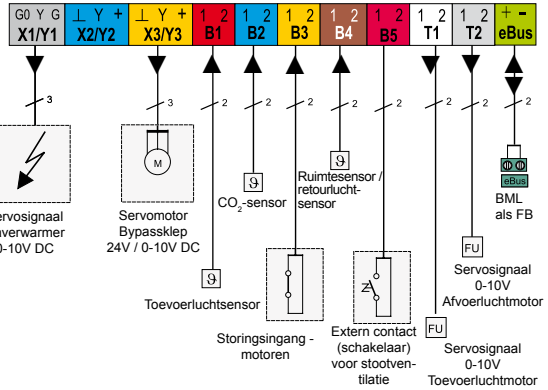 G0 Y G ⊥ Y + ⊥ Y + 1 2 1 2 1 2 1 2 1 2 1 2 1 2 + -
X1/Y1 X2/Y2 X3/Y3 B1 B2 B3 B4 B5 T1 T2 eBus
3 3 2 2 2 2 2 2 2 2
M
ϑ
CO2-sensor
ϑ
Ruimtesensor /
retourlucht-
sensor
eBus
BML
als FB
ervosignaal
verwarmer
0-10V DC
Servomotor
Bypassklep
24V / 0-10V DC
ϑ
Toevoerluchtsensor
Storingsingang -
motoren
Extern contact
(schakelaar)
voor stootven-
tilatie
FU
Servosignaal
0-10V
Afvoerluchtmotor
FU
Servosignaal
0-10V
Toevoerluchtmotor